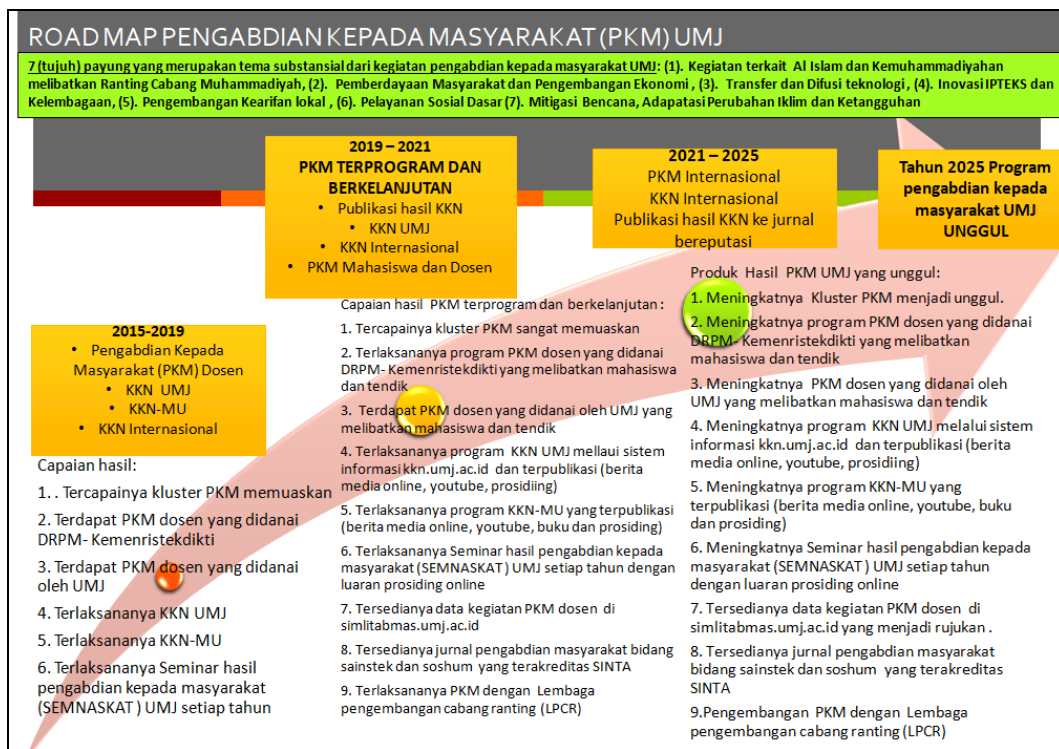 ROAD MAP PENGABDIAN KEPADA MASYARAKAT (PKM) UMJ
7 (tujuh) payung yang merupakan tema substansial dari kegiatan pengabdian kepada masyarakat UMJ: (1). Kegiatan terkait Al Islam dan Kemuhammadiyahan
melibatkan Ranting Cabang Muhammadiyah, (2). Pemberdayaan Masyarakat dan Pengembangan Ekonomi, (3). Transfer dan Difusi teknologi, (4). Inovasi IPTEKS dan
Kelembagaan, (5). Pengembangan Kearifan lokal, (6). Pelayanan Sosial Dasar (7). Mitigasi Bencana, Adapatasi Perubahan Iklim dan Ketangguhan
2015-2019
• Pengabdian Kepada
Masyarakat (PKM) Dosen
• KKN UMJ
• KKN-MU
• KKN Internasional
Capaian hasil:
1. . Tercapainya kluster PKM memuaskan
2. Terdapat PKM dosen yang didanai
DRPM- Kemenristekdikti
3. Terdapat PKM dosen yang didanai
oleh UMJ
4. Terlaksananya KKN UMJ
5. Terlaksananya KKN-MU
6. Terlaksananya Seminar hasil
pengabdian kepada masyarakat
(SEMNASKAT ) UMJ setiap tahun
2019 – 2021
PKM TERPROGRAM DAN
BERKELANJUTAN
• Publikasi hasil KKN
• KKN UMJ
• KKN Internasional
• PKM Mahasiswa dan Dosen
Capaian hasil PKM terprogram dan berkelanjutan :
1. Tercapainya kluster PKM sangat memuaskan
2. Terlaksananya program PKM dosen yang didanai
DRPM- Kemenristekdikti yang melibatkan mahasiswa
dan tendik
3. Terdapat PKM dosen yang didanai oleh UMJ yang
melibatkan mahasiswa dan tendik
4. Terlaksananya program KKN UMJ mellaui sistem
informasi kkn.umj.ac.id dan terpublikasi (berita
media online, youtube, prosidiing)
5. Terlaksananya program KKN-MU yang terpublikasi
(berita media online, youtube, buku dan prosiding)
6. Terlaksananya Seminar hasil pengabdian kepada
masyarakat (SEMNASKAT ) UMJ setiap tahun dengan
luaran prosiding online
7. Tersedianya data kegiatan PKM dosen di
simlitabmas.umj.ac.id
8. Tersedianya jurnal pengabdian masyarakat bidang
sainstek dan soshum yang terakreditas SINTA
9. Terlaksananya PKM dengan Lembaga
pengembangan cabang ranting (LPCR)
2021 – 2025
PKM Internasional
KKN Internasional
Publikasi hasil KKN ke jurnal
bereputasi
Produk Hasil PKM UMJ yang unggul:
1. Meningkatnya Kluster PKM menjadi unggul.
2. Meningkatnya program PKM dosen yang didanai
DRPM- Kemenristekdikti yang melibatkan
mahasiswa dan tendik
3. Meningkatnya PKM dosen yang didanai oleh
UMJ yang melibatkan mahasiswa dan tendik
4. Meningkatnya program KKN UMJ melalui sistem
informasi kkn.umj.ac.id dan terpublikasi (berita
media online, youtube, prosidiing)
5. Meningkatnya program KKN-MU yang
terpublikasi (berita media online, youtube, buku
dan prosiding)
6. Meningkatnya Seminar hasil pengabdian kepada
masyarakat (SEMNASKAT ) UMJ setiap tahun
dengan luaran prosiding online
7. Tersedianya data kegiatan PKM dosen di
simlitabmas.umj.ac.id yang menjadi rujukan .
8. Tersedianya jurnal pengabdian masyarakat
bidang sainstek dan soshum yang terakreditas
SINTA
9.Pengembangan PKM dengan Lembaga
pengembangan cabang ranting (LPCR)
Tahun 2025 Program
pengabdian kepada
masyarakat UMJ
UNGGUL